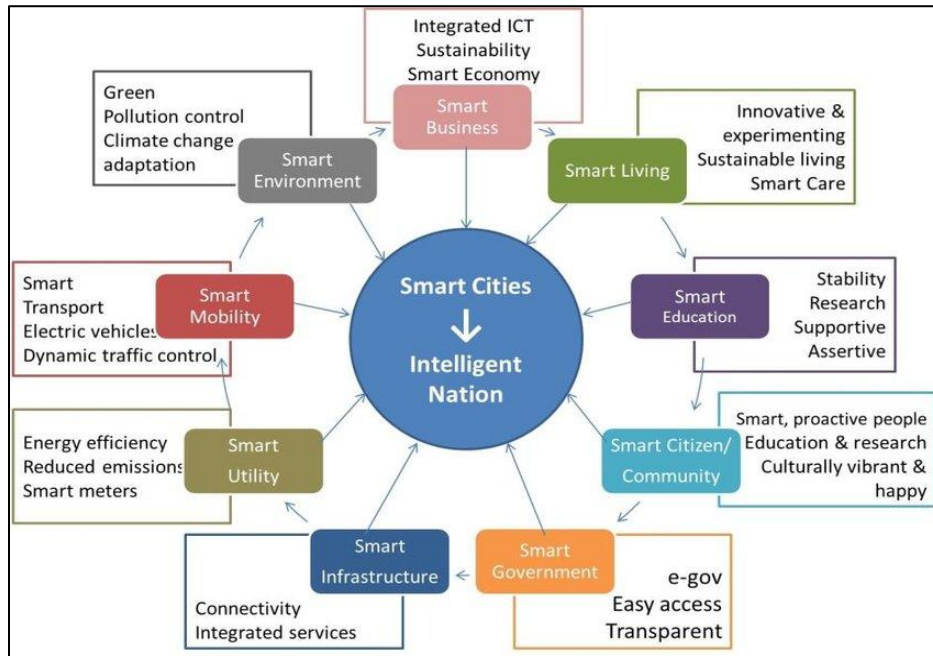 Integrated ICT
Sustainability
Smart Economy
Smart
Business
Innovative &
experimenting
Sustainable living
Smart Care
Smart Living
Stability
Research
Supportive
Assertive
Smart
Education
Smart, proactive people
Education & research
Culturally vibrant &
happy
Smart Citizen/
Community
e-gov
Easy access
Transparent
Smart
Government
Smart
Infrastructure
Connectivity
Integrated services
Energy efficiency
Reduced emissions
Smart meters
Smart
Utility
Smart
Transport
Electric vehicles
Dynamic traffic control
Smart
Mobility
Green
Pollution control
Climate change
adaptation
Smart
Environment
Smart Cities
Intelligent
Nation